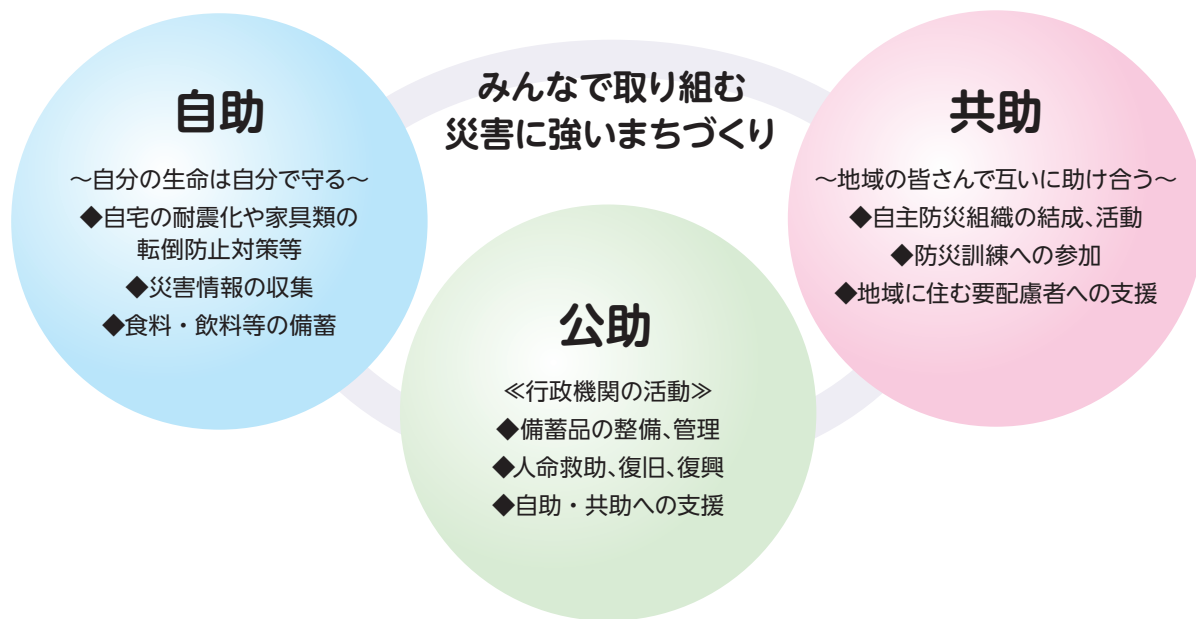 みんなで取り組む
災害に強いまちづくり
自助
～自分の生命は自分で守る～
◆自宅の耐震化や家具類の
転倒防止対策等
◆災害情報の収集
◆食料・飲料等の備蓄
共助
～地域の皆さんで互いに助け合う～
◆自主防災組織の結成、活動
◆防災訓練への参加
◆地域に住む要配慮者への支援
公助
≪行政機関の活動≫
◆備蓄品の整備、管理
◆人命救助、復旧、復興
◆自助・共助への支援